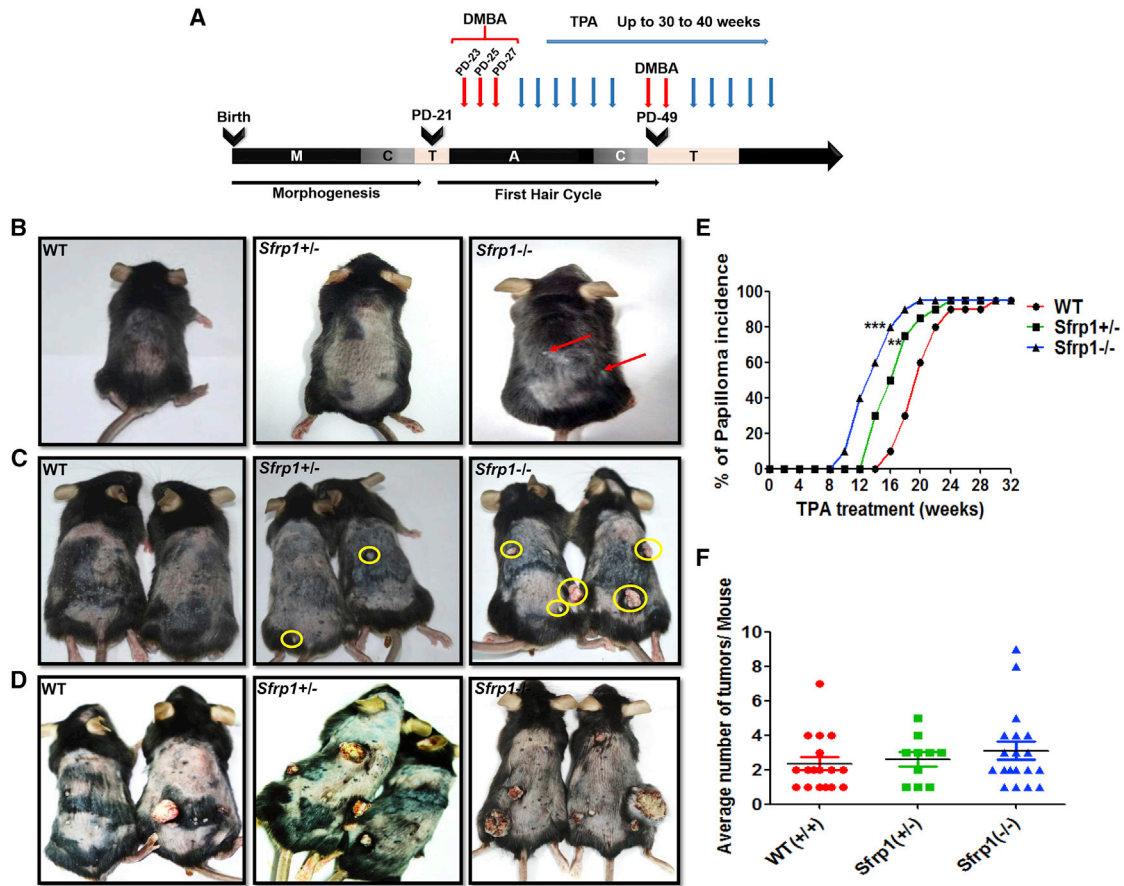 A
DMBA
TPA Up to 30 to 40 weeks
PD-23 PD-25 PD-27
DMBA
Birth
PD-21
PD-49
M C T A C T
Morphogenesis
First Hair Cycle
B
WT
Sfrp1+/-
Sfrp1-/-
C
WT
Sfrp1+/-
Sfrp1-/-
D
WT
Sfrp1+/-
Sfrp1-/-
E
% of Papilloma incidence
100
80
60
40
20
0
***
**
0 4 8 12 16 20 24 28 32
TPA treatment (weeks)
WT
Sfrp1+/-
Sfrp1-/-
F
Average number of tumors/ Mouse
10
8
6
4
2
0
WT(+/+)
Sfrp1(+/-)
Sfrp1(-/-)